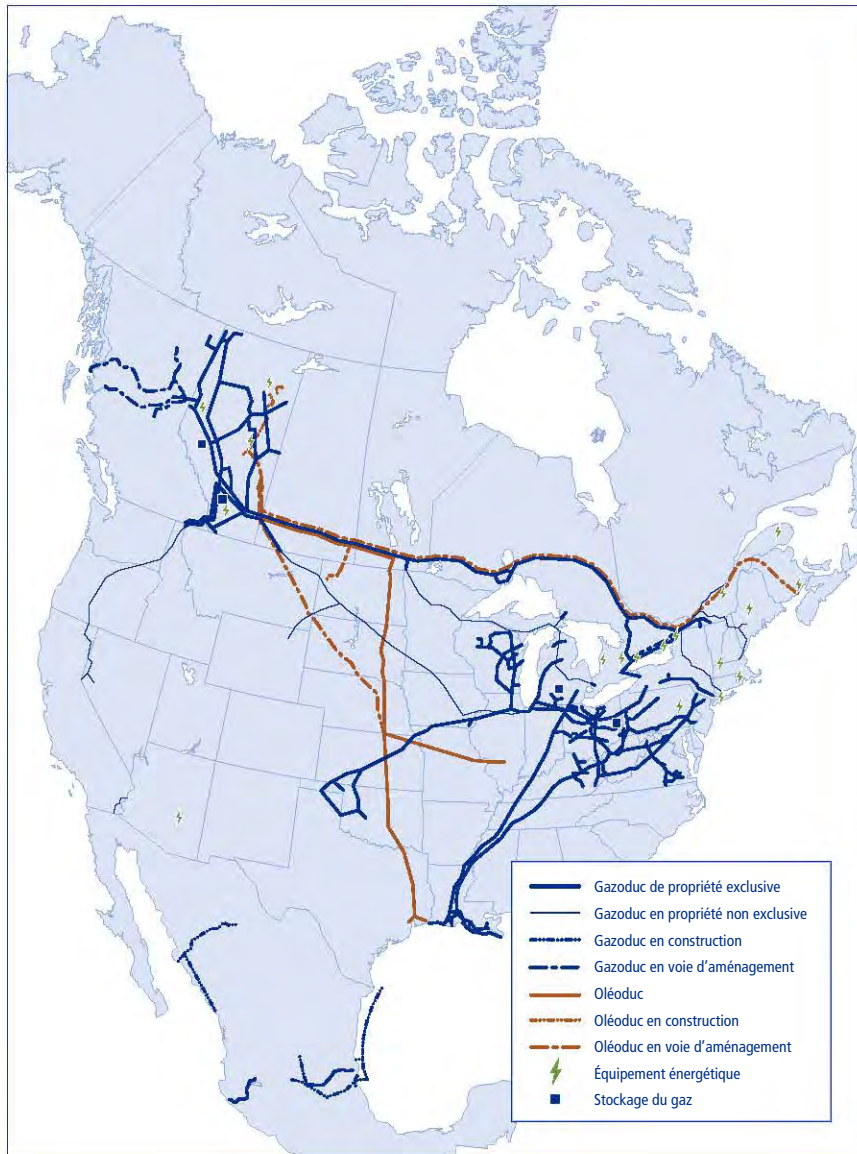 Gazoduc de propriété exclusive
Gazoduc en propriété non exclusive
Gazoduc en construction
Gazoduc en voie d'aménagement
Oléoduc
Oléoduc en construction
Oléoduc en voie d'aménagement
Équipement énergétique
Stockage du gaz